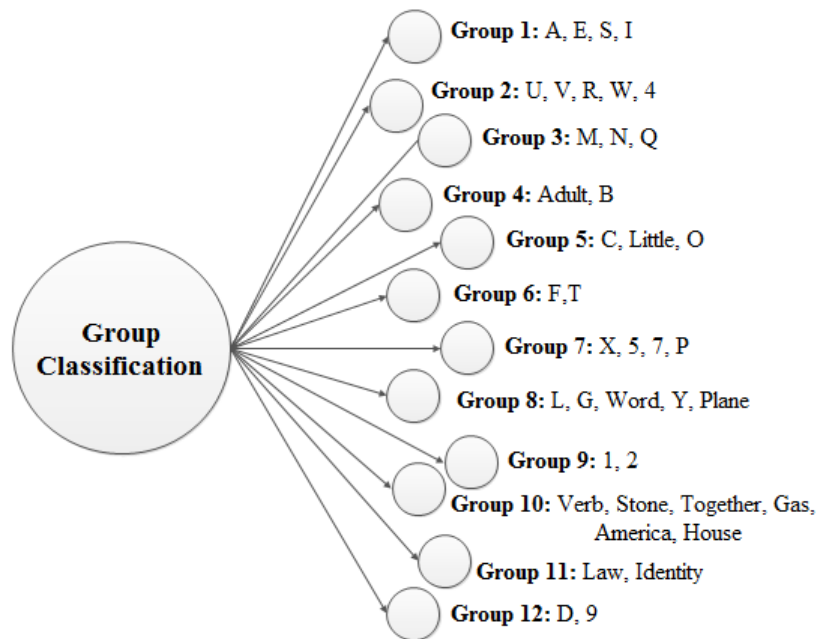 Group 1: A, E, S, I
Group 2: U, V, R, W, 4
Group 3: M, N, Q
Group 4: Adult, B
Group 5: C, Little, O
Group 6: F,T
Group
Classification
Group 7: X, 5, 7, P
Group 8: L, G, Word, Y, Plane
Group 9: 1, 2
Group 10: Verb, Stone, Together, Gas,
America, House
Group 11: Law, Identity
Group 12: D, 9